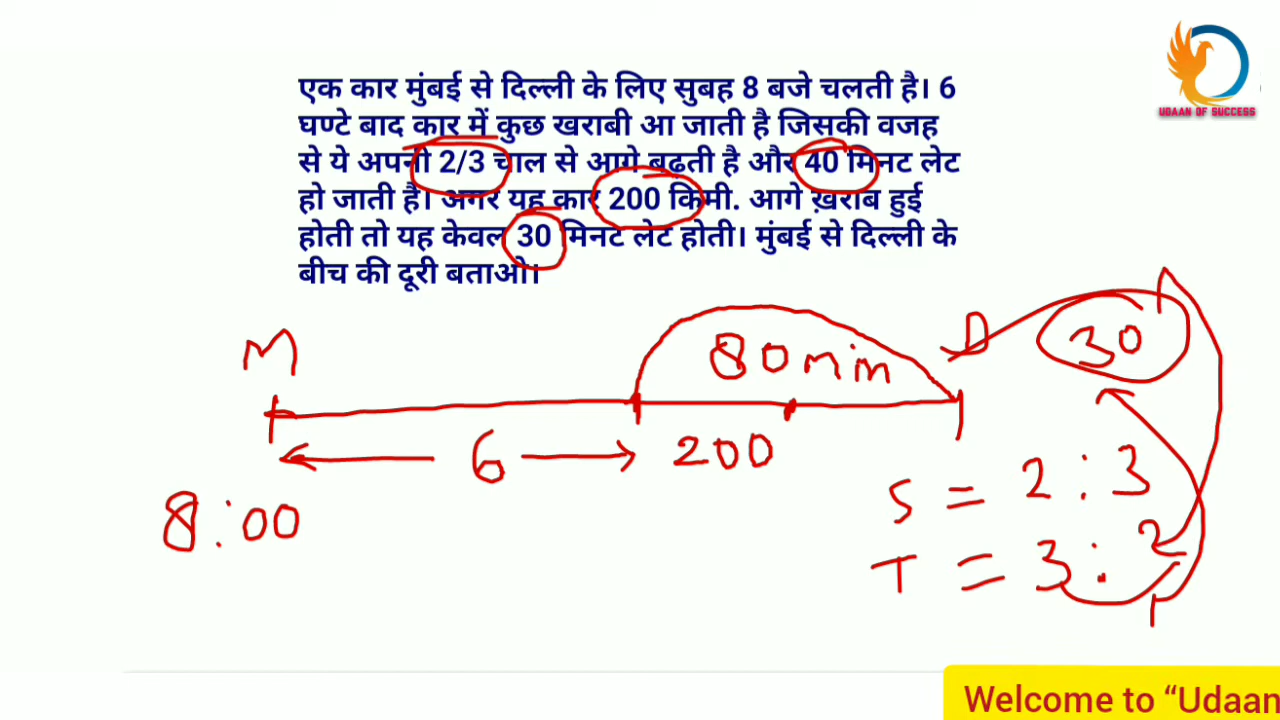 UDAAN OF SUCCESS
एक कार मुंबई से दिल्ली के लिए सुबह 8 बजे चलती है। 6
घण्टे बाद कार में कुछ खराबी आ जाती है जिसकी वजह
से ये अपनी 2/3 चाल से आगे बढ़ती है और 40 मिनट लेट
हो जाती है। अगर यह कार 200 किमी. आगे ख़राब हुई
होती तो यह केवल 30 मिनट लेट होती। मुंबई से दिल्ली के
बीच की दूरी बताओ।
M 80 min D 30
6 200
8:00
S = 2 : 3
T = 3 : 2
1
Welcome to “Udaan